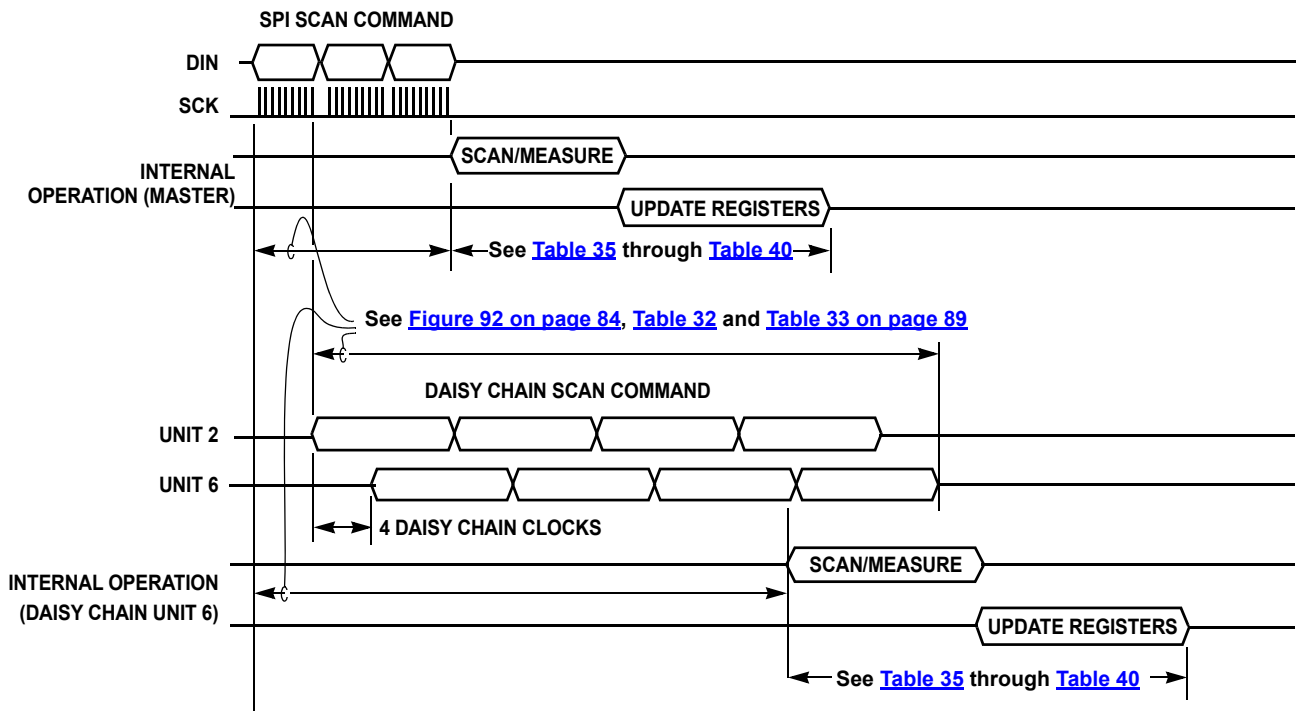 SPI SCAN COMMAND
DIN
SCK
SCAN/MEASURE
INTERNAL
OPERATION (MASTER)
UPDATE REGISTERS
See Table 35 through Table 40
See Figure 92 on page 84, Table 32 and Table 33 on page 89
DAISY CHAIN SCAN COMMAND
UNIT 2
UNIT 6
4 DAISY CHAIN CLOCKS
SCAN/MEASURE
INTERNAL OPERATION
(DAISY CHAIN UNIT 6)
UPDATE REGISTERS
See Table 35 through Table 40